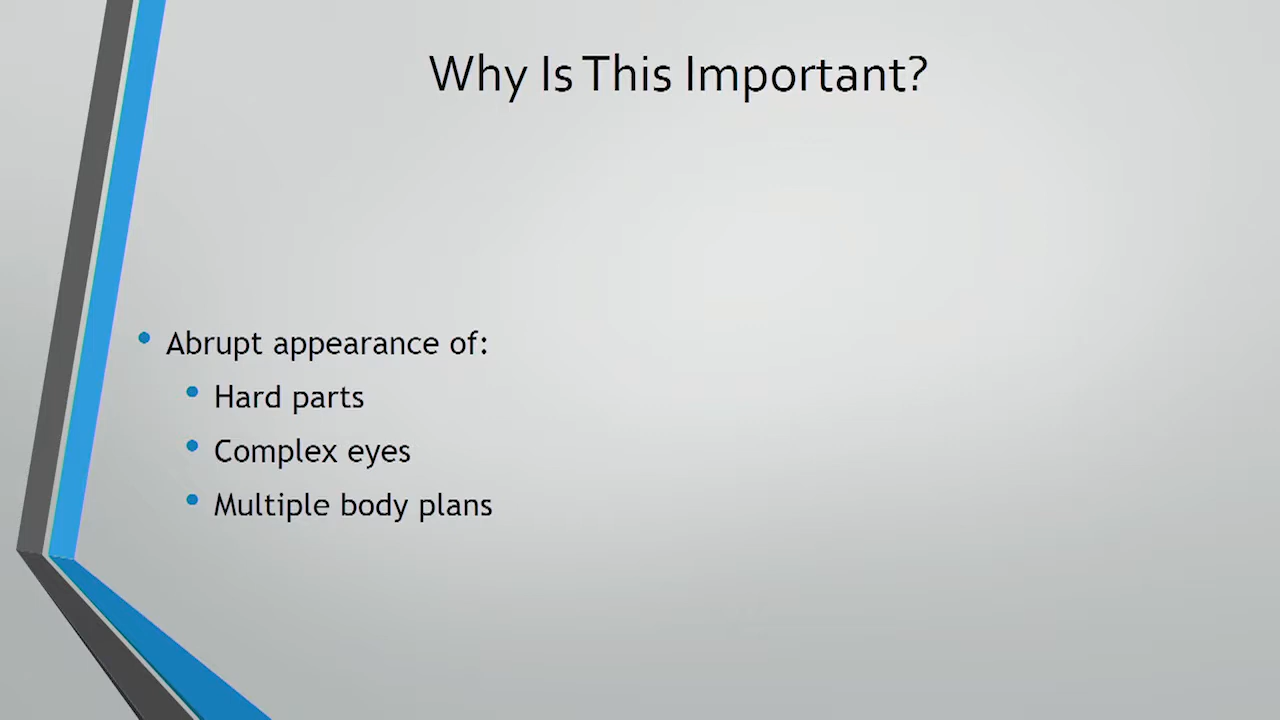 Why Is This Important?
• Abrupt appearance of:
• Hard parts
• Complex eyes
• Multiple body plans